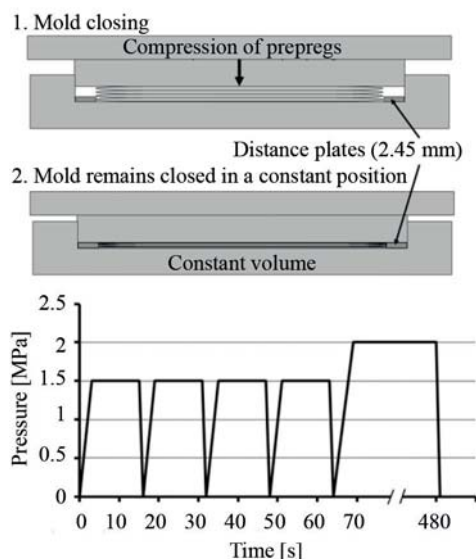 1. Mold closing
Compression of prepregs
Distance plates (2.45 mm)
2. Mold remains closed in a constant position
Constant volume
Pressure [MPa]
2.5
2
1.5
1
0.5
0
0 10 20 30 40 50 60 70 480
Time [s]